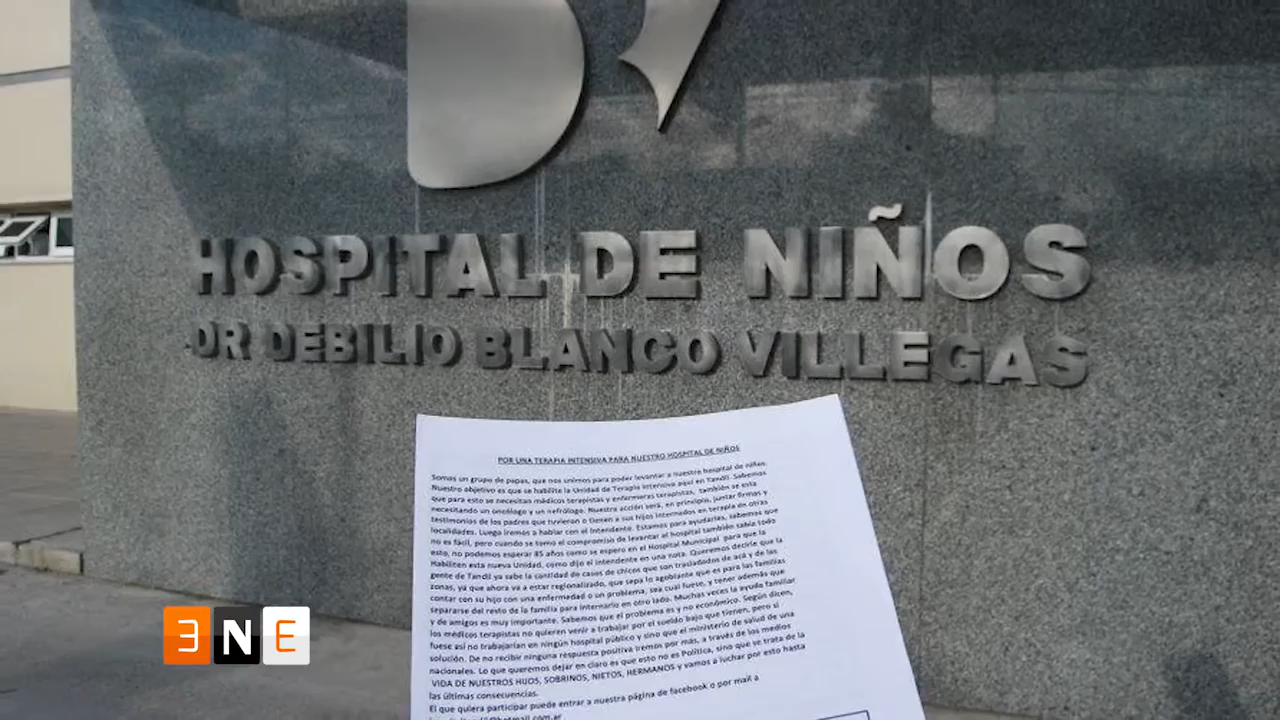 HOSPITAL DE NIÑOS
DR DEBILIO BLANCO VILLEGAS
POR UNA TERAPIA INTENSIVA PARA NUESTRO HOSPITAL DE NIÑOS
Somos un grupo de papas, que nos unimos para poder levantar a nuestro hospital de niños.
Nuestro objetivo es que se habilite la Unidad de Terapia Intensiva aquí en Tandil. Sabemos
que para esto se necesitan médicos terapistas y enfermeras terapistas, también se esta
necesitando un oncólogo y un nefrólogo. Nuestra acción será, en principio, juntar firmas y
testimonios de los padres que tuvieron o tienen a sus hijos internados en terapia de otras
localidades. Luego iremos a hablar con el Intendente. Estamos para ayudarlos, sabemos que
no es fácil, pero cuando se tomo el compromiso de levantar al hospital también sabía todo
esto, no podemos esperar 85 años como se espero en el Hospital Municipal para que la
Habiliten esta nueva Unidad, como dijo el intendente en una nota. Queremos decirle que la
gente de Tandil ya sabe la cantidad de casos de chicos que son trasladados de acá y de las
zonas, ya que ahora va a estar regionalizado, que sepa lo agobiante que es para las familias
contar con su hijo con una enfermedad o un problema, sea cual fuese, y tener además que
separarse del resto de la familia para internarlo en otro lado. Muchas veces la ayuda familiar
y de amigos es muy importante. Sabemos que el problema es y no económico. Según dicen,
los médicos terapistas no quieren venir a trabajar por el sueldo bajo que tienen, pero si
fuese así no trabajarían en ningún hospital público y sino que el ministerio de salud de una
solución. De no recibir ninguna respuesta positiva iremos por más, a través de los medios
nacionales. Lo que queremos dejar en claro es que esto no es Política, sino que se trata de la
VIDA DE NUESTROS HIJOS, SOBRINOS, NIETOS, HERMANOS y vamos a luchar por esto hasta
las últimas consecuencias.
El que quiera participar puede entrar a nuestra página de facebook o por mail a
ENE